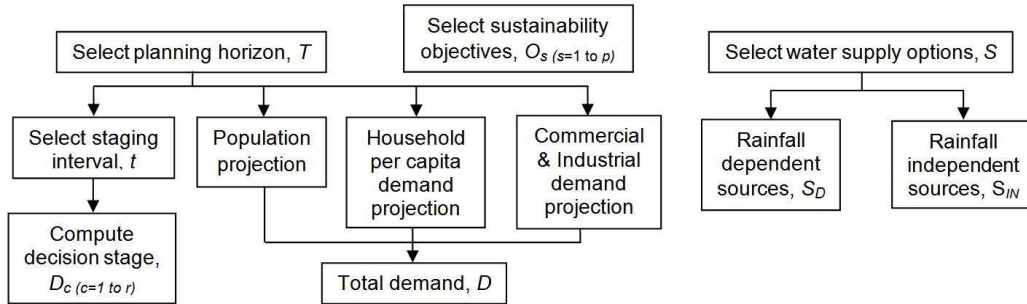 Select planning horizon, T
Select sustainability
objectives, Os (s=1 to p)
Select water supply options, S
Select staging
interval, t
Population
projection
Household
per capita
demand
projection
Commercial
& Industrial
demand
projection
Rainfall
dependent
sources, SD
Rainfall
independent
sources, SIN
Compute
decision stage,
Dc (c=1 to r)
Total demand, D